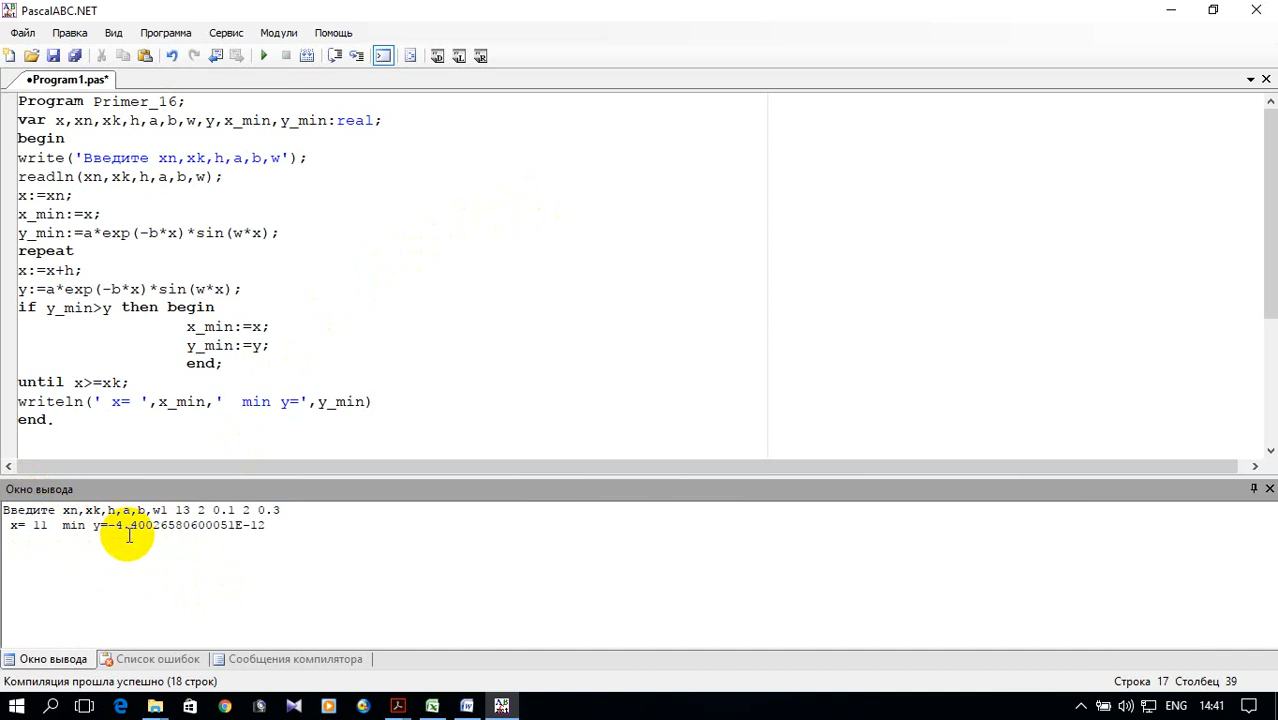 PascalABC.NET
Файл Правка Вид Программа Сервис Модули Помощь
•Program1.pas*
Program Primer_16;
var x,xn,xk,h,a,b,w,y,x_min,y_min:real;
begin
write('Введите xn,xk,h,a,b,w');
readln(xn,xk,h,a,b,w);
x:=xn;
x_min:=x;
y_min:=a*exp(-b*x)*sin(w*x);
repeat
x:=x+h;
y:=a*exp(-b*x)*sin(w*x);
if y_min>y then begin
x_min:=x;
y_min:=y;
end;
until x>=xk;
writeln(' x= ',x_min,'  min y=',y_min)
end.
Окно вывода
Введите xn,xk,h,a,b,w1 13 2 0.1 2 0.3
x= 11  min y=-4.40026580600051E-12
Окно вывода Список ошибок Сообщения компилятора
Компиляция прошла успешно (18 строк) Строка 17 Столбец 39
ENG 14:41